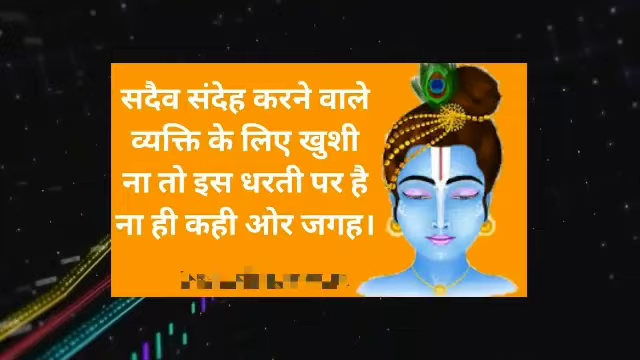 सदैव संदेह करने वाले
व्यक्ति के लिए खुशी
ना तो इस धरती पर है
ना ही कही ओर जगह।